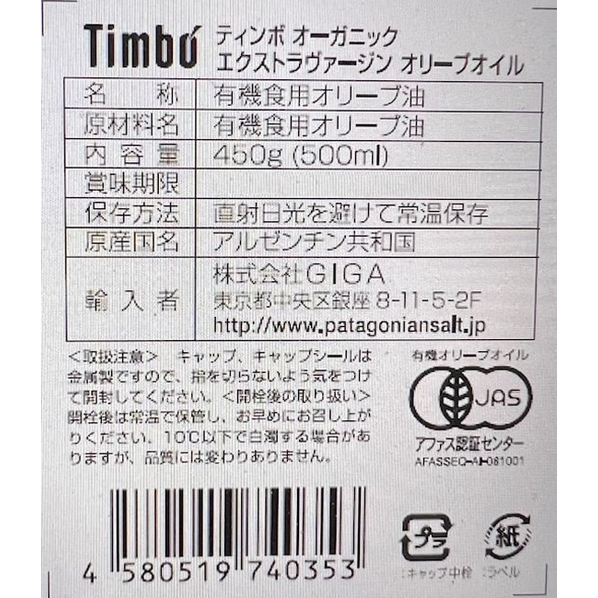 Timbó ティンボ オーガニック
エクストラヴァージン オリーブオイル
名 称 有機食用オリーブ油
原材料名 有機食用オリーブ油
内容量 450g (500ml)
賞味期限
保存方法 直射日光を避けて常温保存
原産国名 アルゼンチン共和国
輸入者 株式会社GIGA
東京都中央区銀座8-11-5-2F
http://www.patagoniansalt.jp
<取扱注意> キャップ、キャップシールは
金属製ですので、指を切らないよう気をつけ
て開封してください。<開栓後の取り扱い>
開栓後は常温で保管し、お早めにお召し上が
りください。10℃以下で白濁する場合があ
りますが、品質には変わりありません。
有機オリーブオイル
JAS
アファス認証センター
AFASSEQ-AI-081001
4 580519 740353
プラ
:キャップ中栓
紙
:ラベル